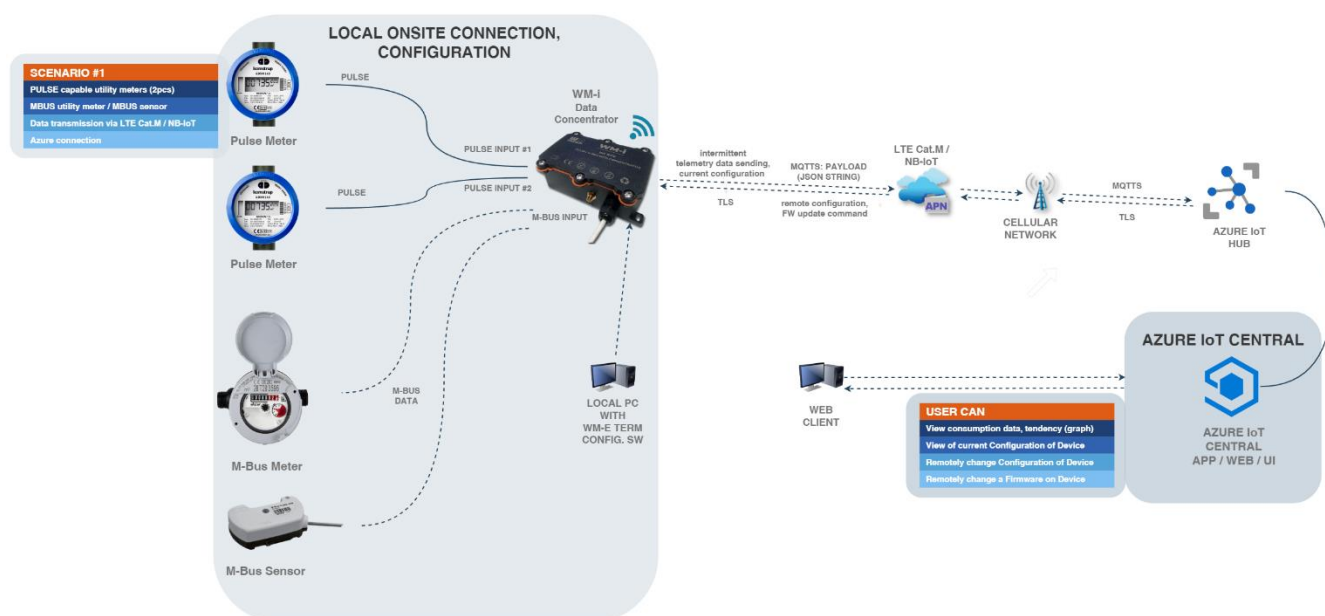 LOCAL ONSITE CONNECTION,
CONFIGURATION
SCENARIO #1
PULSE capable utility meters (2pcs)
MBUS utility meter / MBUS sensor
Data transmission via LTE Cat.M / NB-IoT
Azure connection
Pulse Meter
PULSE
PULSE INPUT #1
WM-i
Data
Concentrator
WM-i
Pulse Meter
PULSE
PULSE INPUT #2
M-BUS INPUT
intermittent
telemetry data sending,
current configuration
TLS
MQTTS: PAYLOAD
(JSON STRING)
remote configuration,
FW update command
LTE Cat.M /
NB-IoT
APN
CELLULAR
NETWORK
MQTTS
TLS
AZURE IoT
HUB
M-Bus Meter
M-BUS
DATA
M-Bus Sensor
LOCAL PC
WITH
WM-E TERM
CONFIG. SW
WEB
CLIENT
AZURE IoT CENTRAL
AZURE IoT
CENTRAL
APP / WEB / UI
USER CAN
View consumption data, tendency (graph)
View of current Configuration of Device
Remotely change Configuration of Device
Remotely change a Firmware on Device